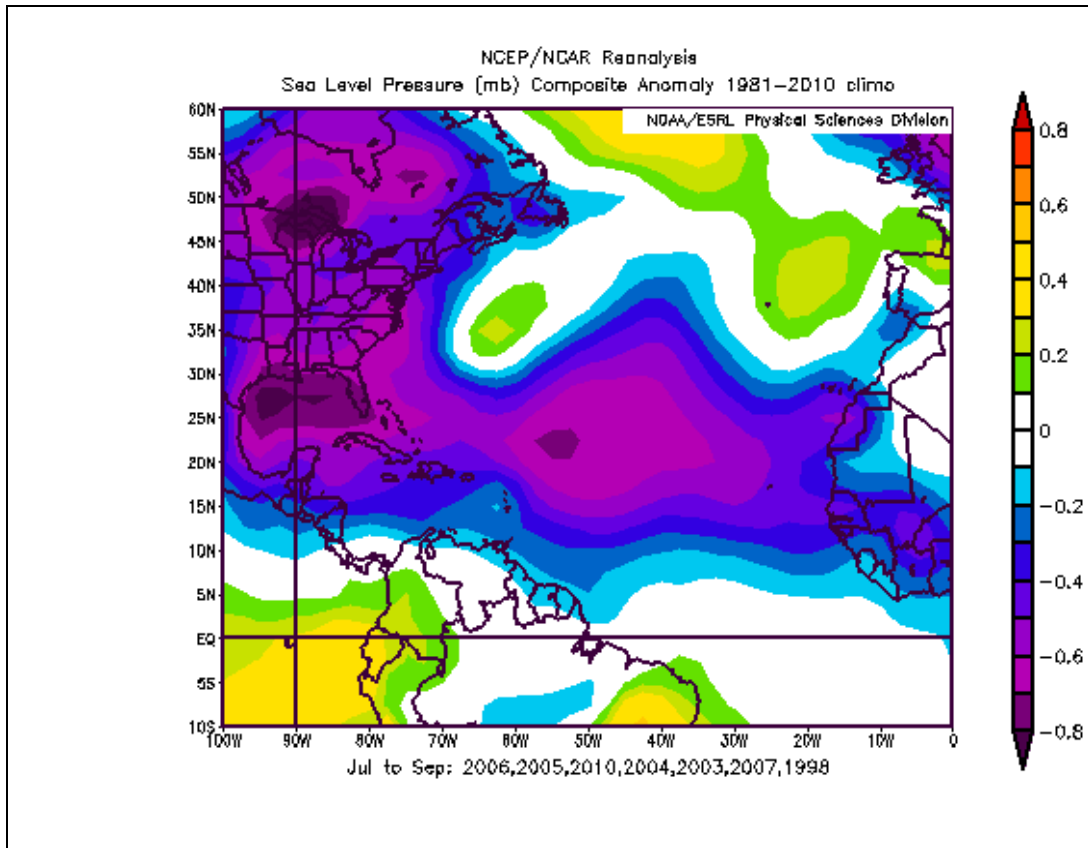 NCEP/NCAR Reanalysis
Sea Level Pressure (mb) Composite Anomaly 1981-2010 climo
NOAA/ESRL Physical Sciences Division
60N
55N
50N
45N
40N
35N
30N
25N
20N
15N
10N
5N
EQ
5S
10S
100W 90W 80W 70W 60W 50W 40W 30W 20W 10W 0
0.8
0.6
0.4
0.2
0
-0.2
-0.4
-0.6
-0.8
Jul to Sep: 2006,2005,2010,2004,2003,2007,1998